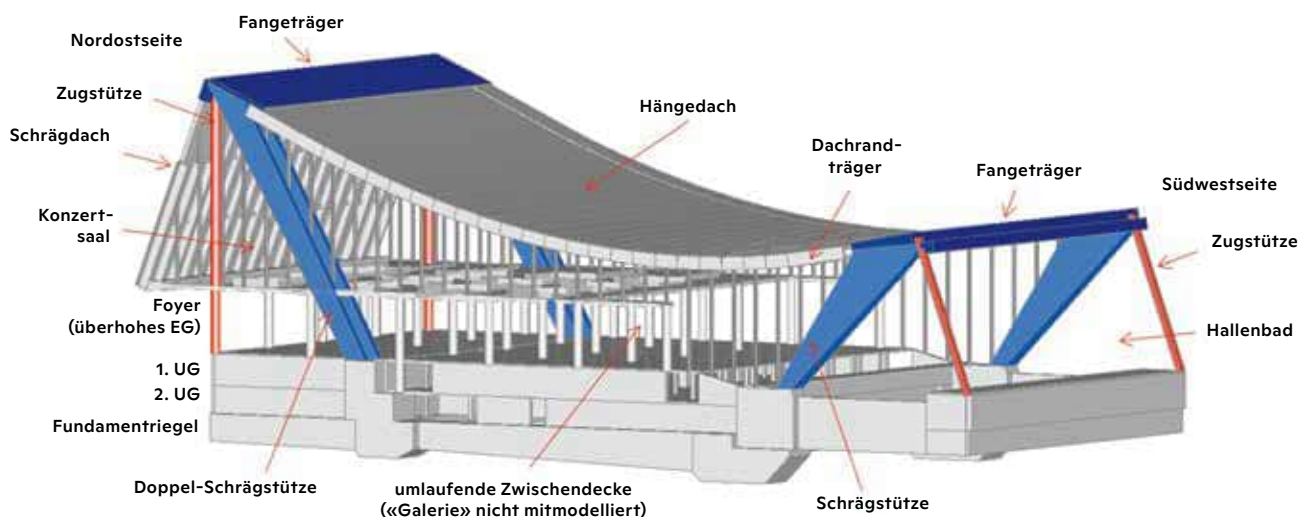 Fangeträger
Nordostseite
Zugstütze
Schrägdach
Hängedach
Dachrand-
träger
Fangeträger
Südwestseite
Konzert-
saal
Zugstütze
Foyer
(überhohes EG)
Hallenbad
1. UG
2. UG
Fundamentriegel
Doppel-Schrägstütze
umlaufende Zwischendecke
(«Galerie» nicht mitmodelliert)
Schrägstütze